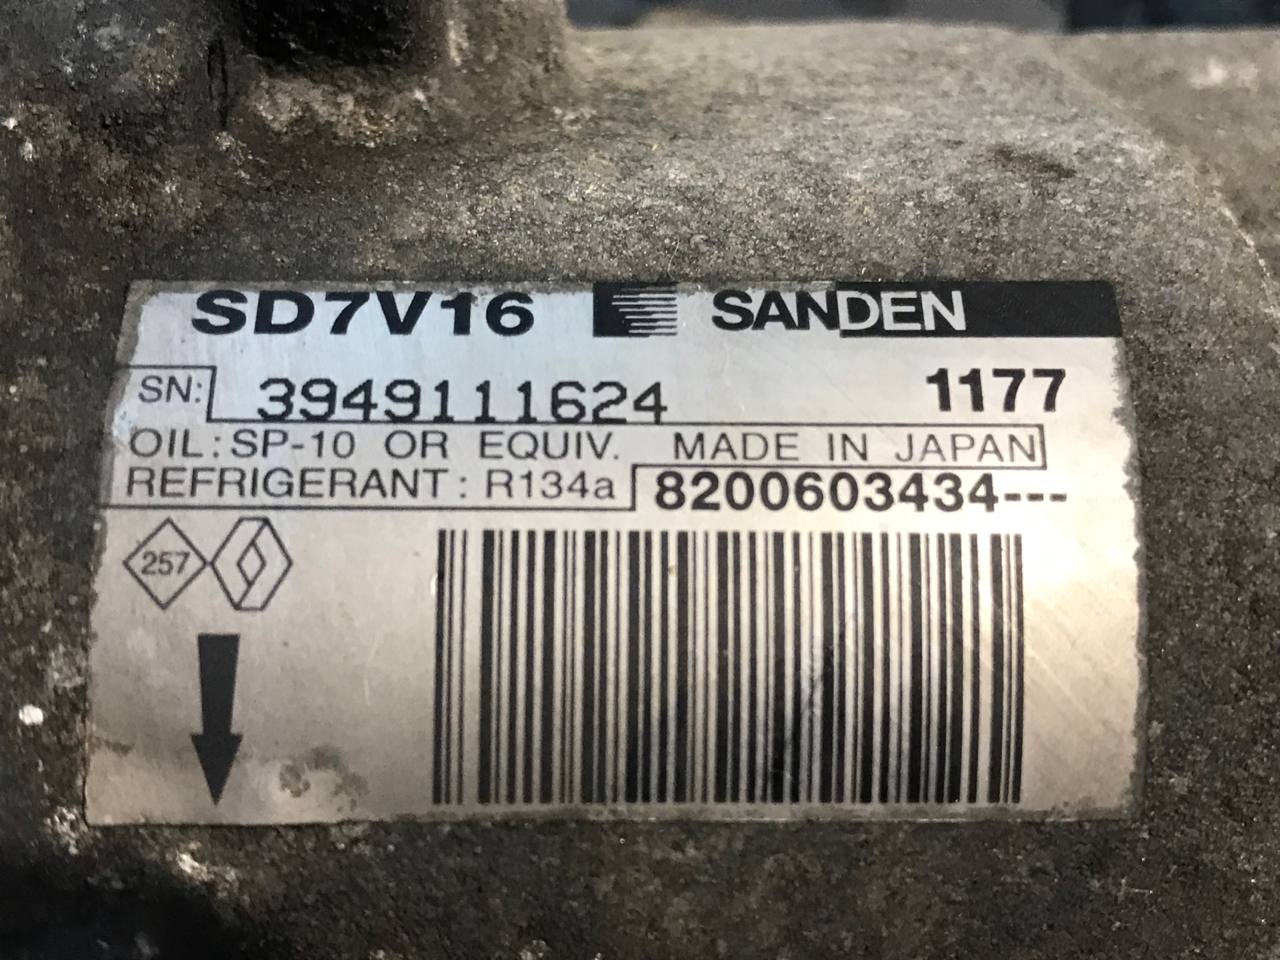 SD7V16 SANDEN
SN: 3949111624 1177
OIL: SP-10 OR EQUIV. MADE IN JAPAN
REFRIGERANT: R134a 8200603434---
257